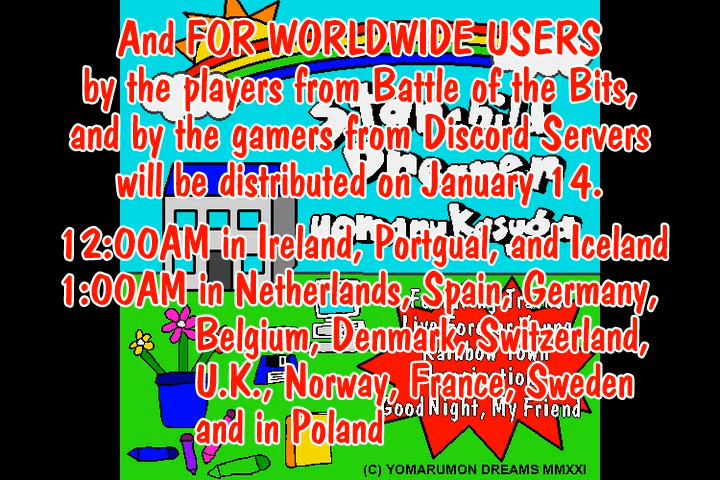 And FOR WORLDWIDE USERS
by the players from Battle of the Bits,
and by the gamers from Discord Servers
will be distributed on January 14.
12:00AM in Ireland, Portgual, and Iceland
1:00AM in Netherlands, Spain, Germany,
Belgium, Denmark, Switzerland,
U.K., Norway, France, Sweden
and in Poland
Rainbow Town
Good Night, My Friend
(C) YOMARUMON DREAMS MMXXI